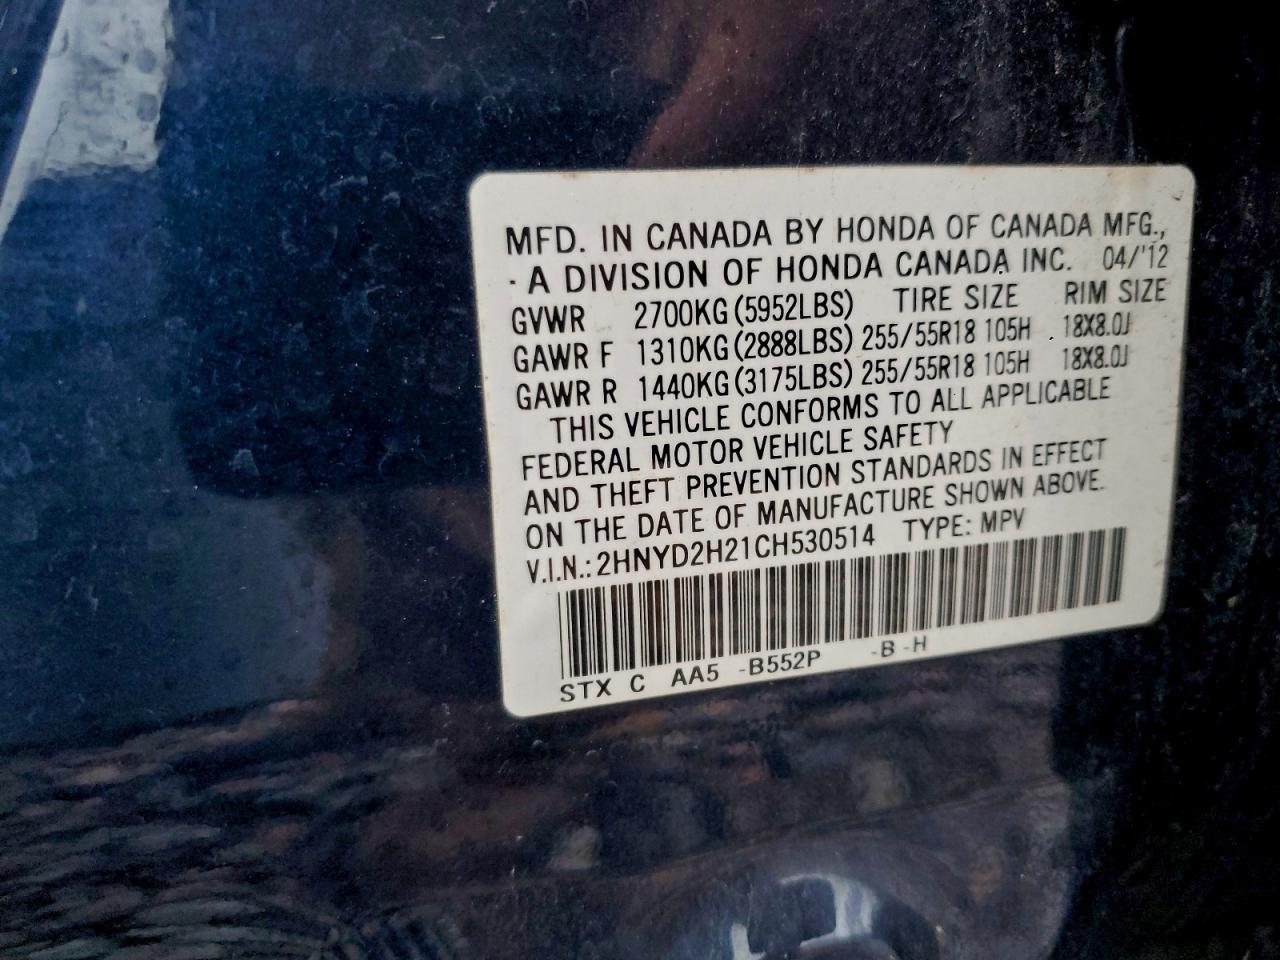 MFD. IN CANADA BY HONDA OF CANADA MFG.,
A DIVISION OF HONDA CANADA INC. 04/'12
GVWR 2700KG(5952LBS) TIRE SIZE RIM SIZE
GAWR F 1310KG(2888LBS) 255/55R18 105H 18X8.0J
GAWR R 1440KG(3175LBS) 255/55R18 105H 18X8.0J
THIS VEHICLE CONFORMS TO ALL APPLICABLE
FEDERAL MOTOR VEHICLE SAFETY
AND THEFT PREVENTION STANDARDS IN EFFECT
ON THE DATE OF MANUFACTURE SHOWN ABOVE.
V.I.N.: 2HNYD2H21CH530514 TYPE: MPV
STX C AA5 -B552P -B -H